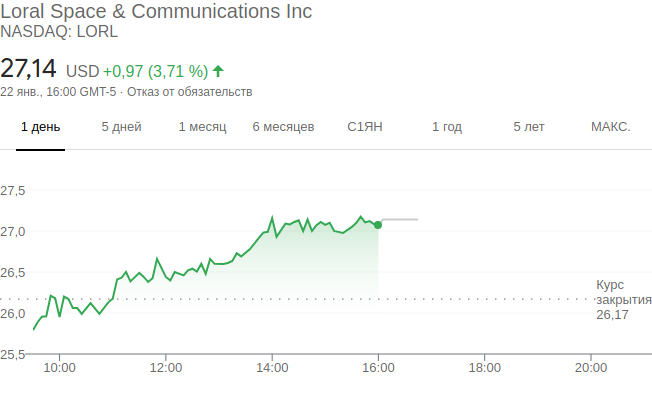 Loral Space & Communications Inc
NASDAQ: LORL
27,14 USD +0,97 (3,71 %)
22 янв., 16:00 GMT-5 · Отказ от обязательств
1 день 5 дней 1 месяц 6 месяцев С1ЯН 1 год 5 лет МАКС.
27,5
27,0
26,5
Курс
закрытия
26,17
26,0
25,5
10:00 12:00 14:00 16:00 18:00 20:00